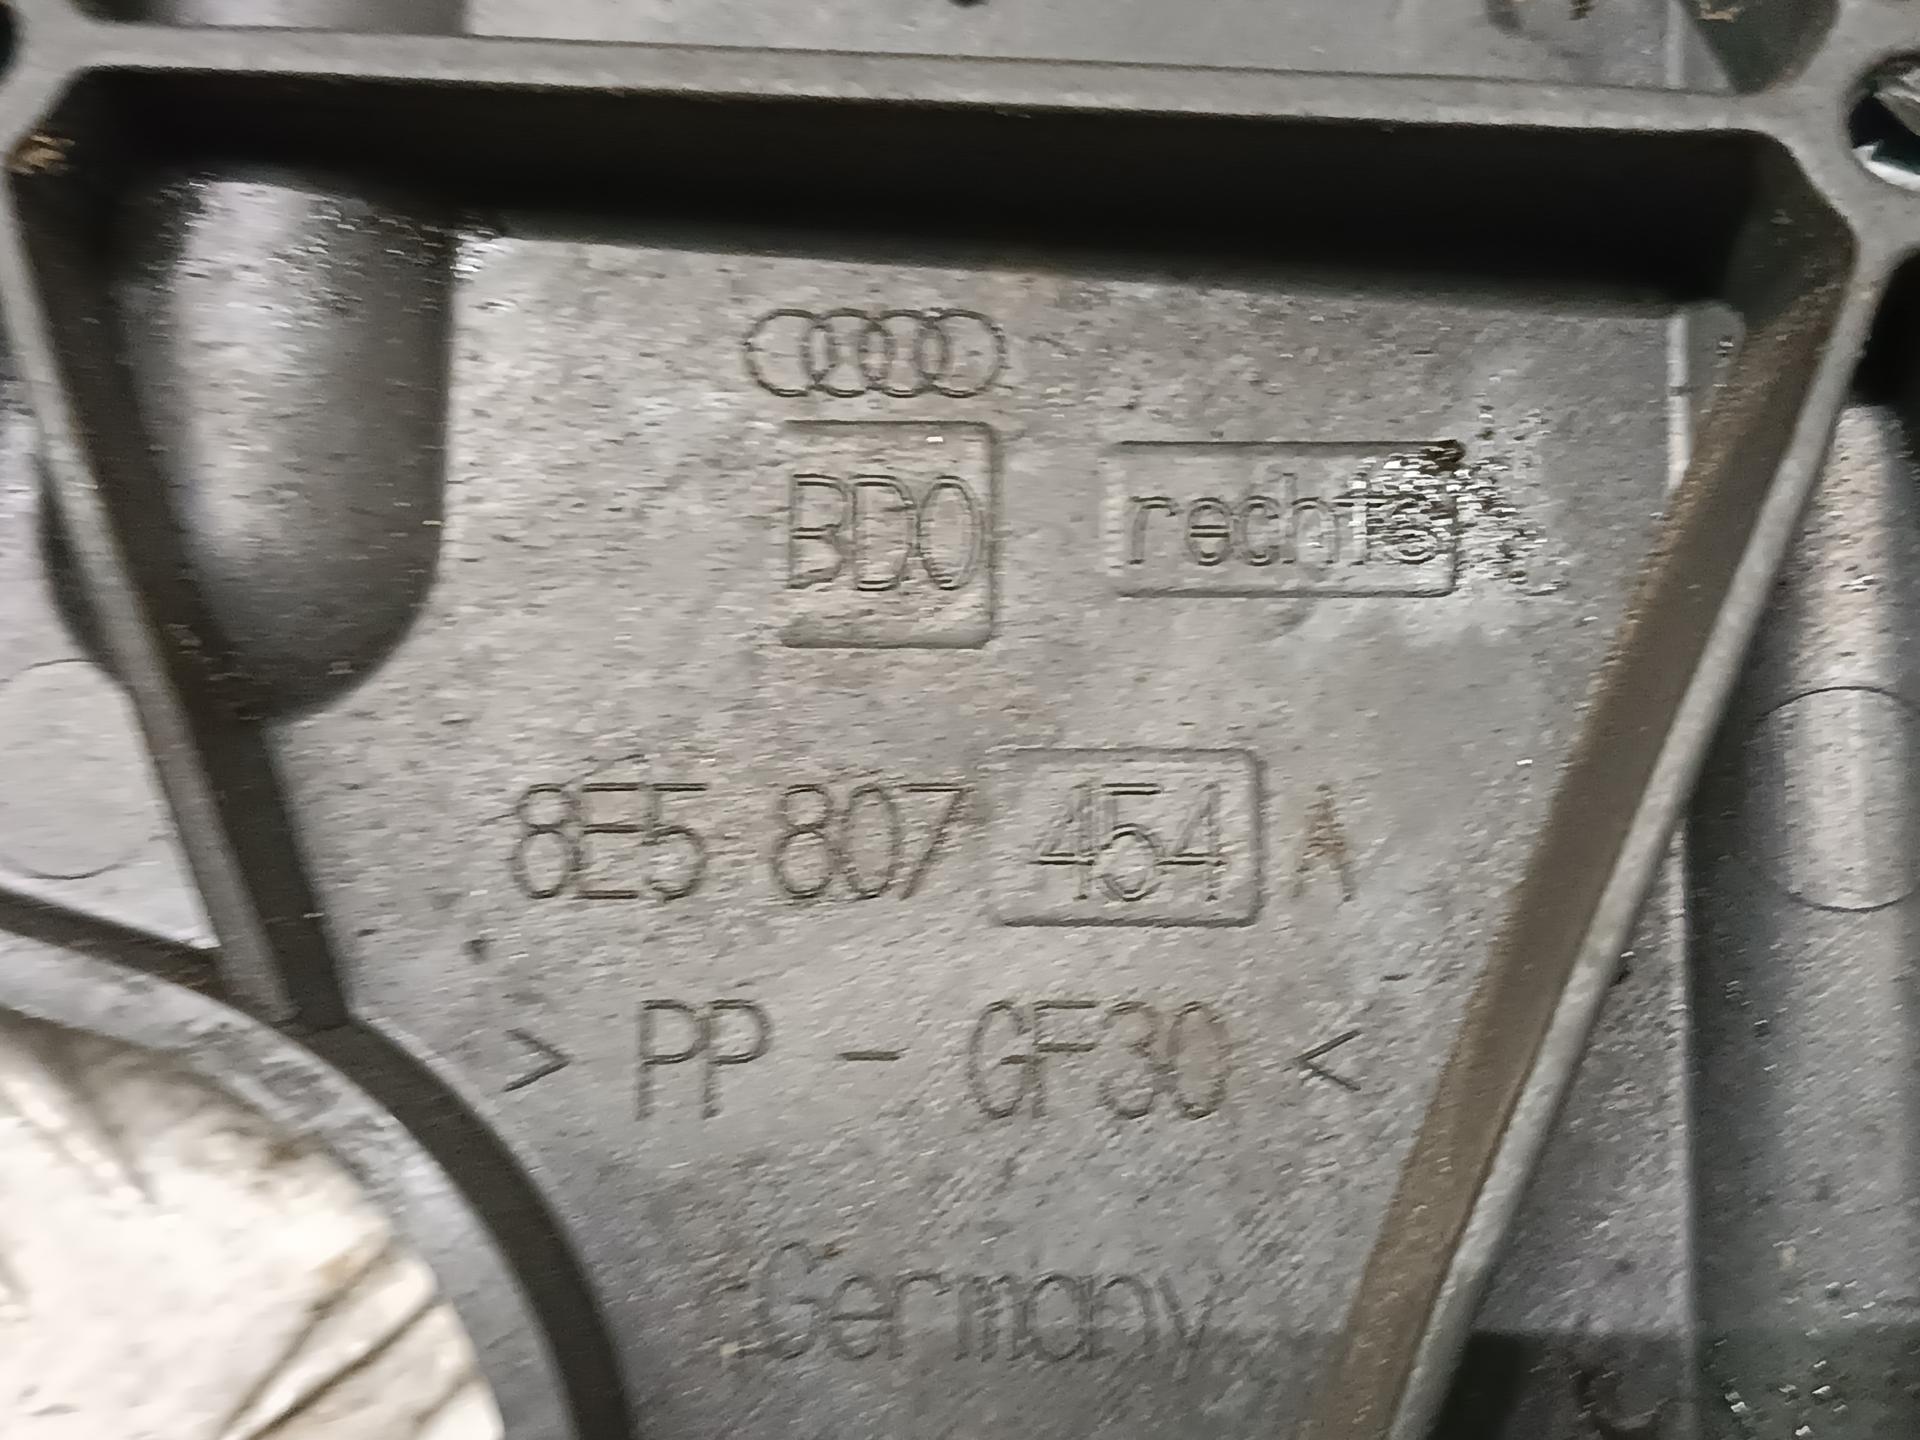 BDO rechts
8E5 807 454 A
> PP - GF30 <
Germany